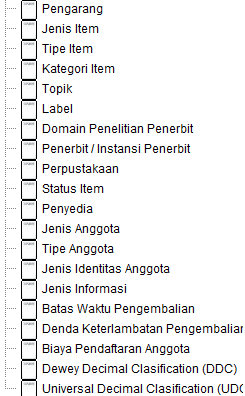 Pengarang
Jenis Item
Tipe Item
Kategori Item
Topik
Label
Domain Penelitian Penerbit
Penerbit / Instansi Penerbit
Perpustakaan
Status Item
Penyedia
Jenis Anggota
Tipe Anggota
Jenis Identitas Anggota
Jenis Informasi
Batas Waktu Pengembalian
Denda Keterlambatan Pengembalian
Biaya Pendaftaran Anggota
Dewey Decimal Clasification (DDC)
Universal Decimal Clasification (UDC